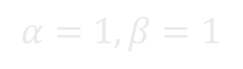 α = 1, β = 1